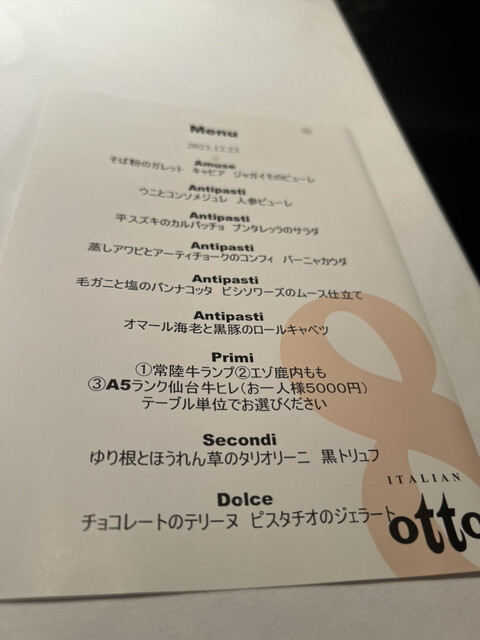 Menu
2023.12.23
Amuse
そば粉のガレット キャビア ジャガイモのピューレ
Antipasti
ウニとコンソメジュレ 人参ピューレ
Antipasti
平スズキのカルパッチョ プンタレッラのサラダ
Antipasti
蒸しアワビとアーティチョークのコンフィ バーニャカウダ
Antipasti
毛ガニと塩のパンナコッタ ビシソワーズのムース仕立て
Antipasti
オマール海老と黒豚のロールキャベツ
Primi
①常陸牛ランプ②エゾ鹿内もも
③A5ランク仙台牛ヒレ(お一人様5000円)
テーブル単位でお選びください
Secondi
ゆり根とほうれん草のタリオリーニ 黒トリュフ
Dolce
チョコレートのテリーヌ ピスタチオのジェラート
8
ITALIAN
otto